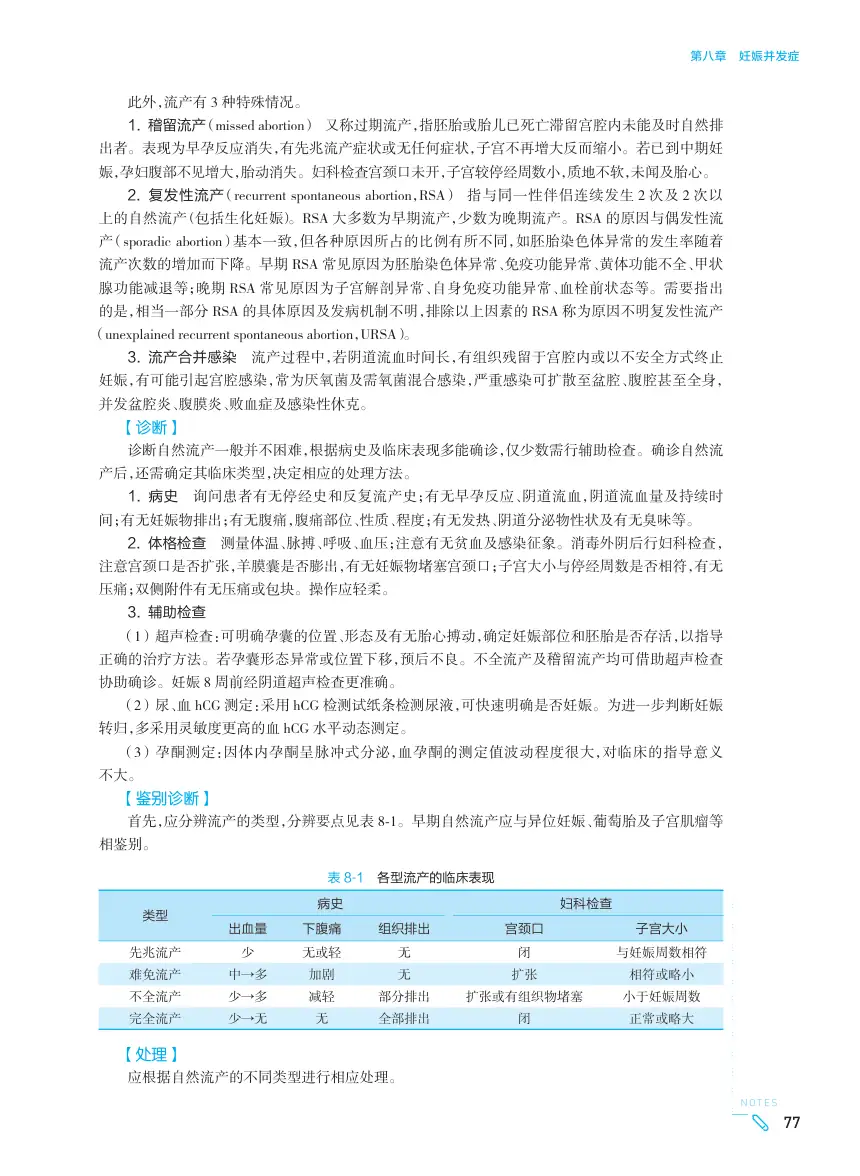 第八章 妊娠并发症
此外,流产有 3 种特殊情况。
1. 稽留流产(missed abortion) 又称过期流产,指胚胎或胎儿已死亡滞留宫腔内未能及时自然排
出者。表现为早孕反应消失,有先兆流产症状或无任何症状,子宫不再增大反而缩小。若已到中期妊
娠,孕妇腹部不见增大,胎动消失。妇科检查宫颈口未开,子宫较停经周数小,质地不软,未闻及胎心。
2. 复发性流产(recurrent spontaneous abortion,RSA) 指与同一性伴侣连续发生 2 次及 2 次以
上的自然流产(包括生化妊娠)。RSA 大多数为早期流产,少数为晚期流产。RSA 的原因与偶发性流
产(sporadic abortion)基本一致,但各种原因所占的比例有所不同,如胚胎染色体异常的发生率随着
流产次数的增加而下降。早期 RSA 常见原因为胚胎染色体异常、免疫功能异常、黄体功能不全、甲状
腺功能减退等;晚期 RSA 常见原因为子宫解剖异常、自身免疫功能异常、血栓前状态等。需要指出
的是,相当一部分 RSA 的具体原因及发病机制不明,排除以上因素的 RSA 称为原因不明复发性流产
(unexplained recurrent spontaneous abortion,URSA)。
3. 流产合并感染 流产过程中,若阴道流血时间长,有组织残留于宫腔内或以不安全方式终止
妊娠,有可能引起宫腔感染,常为厌氧菌及需氧菌混合感染,严重感染可扩散至盆腔、腹腔甚至全身,
并发盆腔炎、腹膜炎、败血症及感染性休克。
【诊断】
诊断自然流产一般并不困难,根据病史及临床表现多能确诊,仅少数需行辅助检查。确诊自然流
产后,还需确定其临床类型,决定相应的处理方法。
1. 病史 询问患者有无停经史和反复流产史;有无早孕反应、阴道流血,阴道流血量及持续时
间;有无妊娠物排出;有无腹痛,腹痛部位、性质、程度;有无发热、阴道分泌物性状及有无臭味等。
2. 体格检查 测量体温、脉搏、呼吸、血压;注意有无贫血及感染征象。消毒外阴后行妇科检查,
注意宫颈口是否扩张,羊膜囊是否膨出,有无妊娠物堵塞宫颈口;子宫大小与停经周数是否相符,有无
压痛;双侧附件有无压痛或包块。操作应轻柔。
3. 辅助检查
(1)超声检查:可明确孕囊的位置、形态及有无胎心搏动,确定妊娠部位和胚胎是否存活,以指导
正确的治疗方法。若孕囊形态异常或位置下移,预后不良。不全流产及稽留流产均可借助超声检查
协助确诊。妊娠 8 周前经阴道超声检查更准确。
(2)尿、血 hCG 测定:采用 hCG 检测试纸条检测尿液,可快速明确是否妊娠。为进一步判断妊娠
转归,多采用灵敏度更高的血 hCG 水平动态测定。
(3)孕酮测定:因体内孕酮呈脉冲式分泌,血孕酮的测定值波动程度很大,对临床的指导意义
不大。
【鉴别诊断】
首先,应分辨流产的类型,分辨要点见表 8-1。早期自然流产应与异位妊娠、葡萄胎及子宫肌瘤等
相鉴别。
表 8-1 各型流产的临床表现
类型 病史 妇科检查
出血量 下腹痛 组织排出 宫颈口 子宫大小
先兆流产 少 无或轻 无 闭 与妊娠周数相符
难免流产 中→多 加剧 无 扩张 相符或略小
不全流产 少→多 减轻 部分排出 扩张或有组织物堵塞 小于妊娠周数
完全流产 少→无 无 全部排出 闭 正常或略大
【处理】
应根据自然流产的不同类型进行相应处理。
NOTES
77